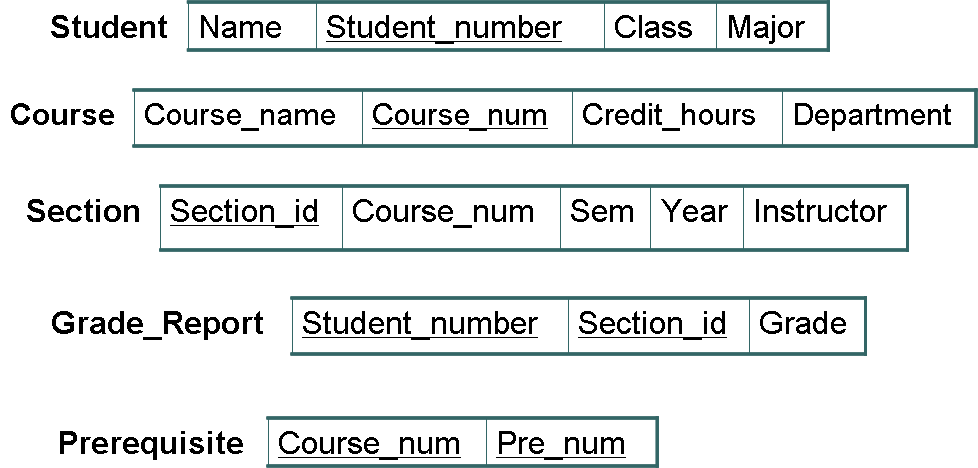 Student Name Student_number Class Major
Course Course_name Course_num Credit_hours Department
Section Section_id Course_num Sem Year Instructor
Grade_Report Student_number Section_id Grade
Prerequisite Course_num Pre_num